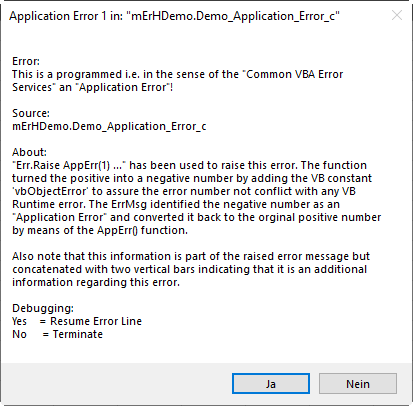 Application Error 1 in: "mErHDemo.Demo_Application_Error_c"
Error:
This is a programmed i.e. in the sense of the "Common VBA Error
Services" an "Application Error"!
Source:
mErHDemo.Demo_Application_Error_c
About:
"Err.Raise AppErr(1) ..." has been used to raise this error. The function
turned the positive into a negative number by adding the VB constant
'vbObjectError' to assure the error number not conflict with any VB
Runtime error. The ErrMsg identified the negative number as an
"Application Error" and converted it back to the orginal positive number
by means of the AppErr() function.
Also note that this information is part of the raised error message but
concatenated with two vertical bars indicating that it is an additional
information regarding this error.
Debugging:
Yes = Resume Error Line
No = Terminate
Ja
Nein